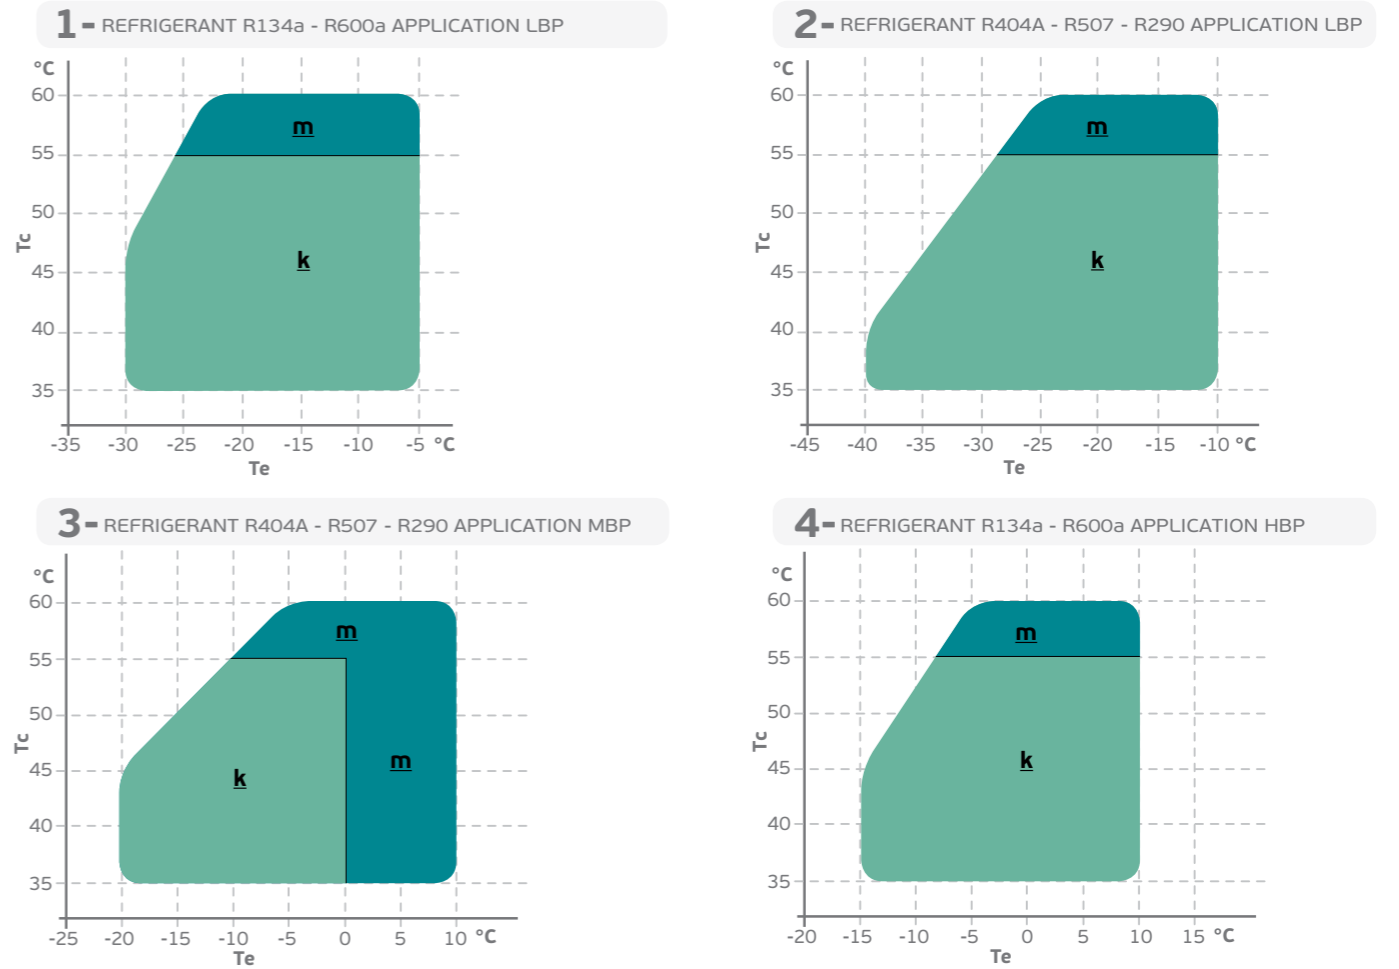 1- REFRIGERANT R134a - R600a APPLICATION LBP
°C
60
55
50
45
40
35
Tc
m
k
-35 -30 -25 -20 -15 -10 -5 °C
Te
2- REFRIGERANT R404A - R507 - R290 APPLICATION LBP
°C
60
55
50
45
40
35
Tc
m
k
-45 -40 -35 -30 -25 -20 -15 -10 °C
Te
3- REFRIGERANT R404A - R507 - R290 APPLICATION MBP
°C
60
55
50
45
40
35
Tc
m
m
k
-25 -20 -15 -10 -5 0 5 10 °C
Te
4- REFRIGERANT R134a - R600a APPLICATION HBP
°C
60
55
50
45
40
35
Tc
m
k
-20 -15 -10 -5 0 5 10 15 °C
Te